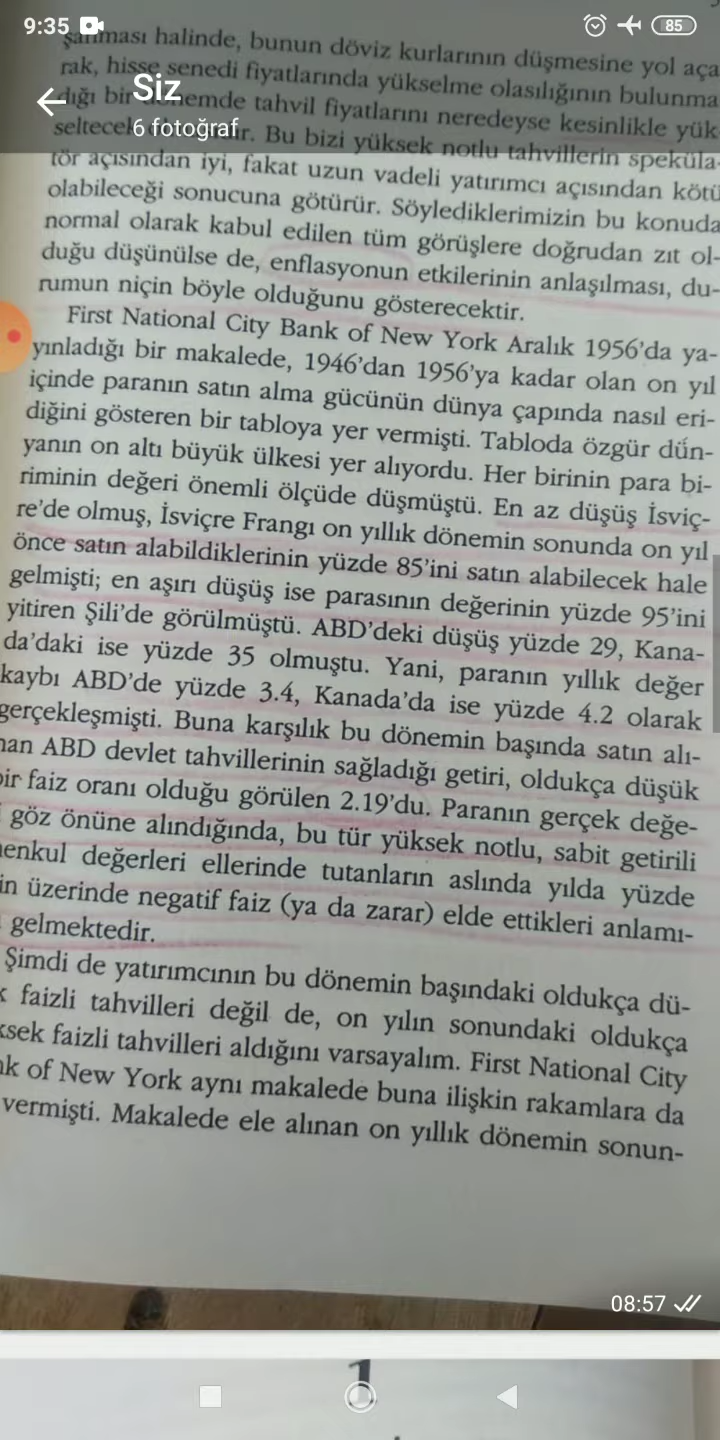 9:35
85
Siz
6 fotoğraf
şanması halinde, bunun döviz kurlarının düşmesine yol aça
rak, hisse senedi fiyatlarında yükselme olasılığının bulunma
dığı bir dönemde tahvil fiyatlarını neredeyse kesinlikle yük
seltecek
Bu bizi yüksek notlu tahvillerin speküla-
tör açısından iyi, fakat uzun vadeli yatırımcı açısından kötü
olabileceği sonucuna götürür. Söylediklerimizin bu konuda
normal olarak kabul edilen tüm görüşlere doğrudan zıt ol-
duğu düşünülse de, enflasyonun etkilerinin anlaşılması, du-
rumun niçin böyle olduğunu gösterecektir.
First National City Bank of New York Aralık 1956'da ya-
yınladığı bir makalede, 1946'dan 1956'ya kadar olan on yıl
içinde paranın satın alma gücünün dünya çapında nasıl eri-
diğini gösteren bir tabloya yer vermişti. Tabloda özgür dün-
yanın on altı büyük ülkesi yer alıyordu. Her birinin para bi-
riminin değeri önemli ölçüde düşmüştü. En az düşüş İsviç-
re'de olmuş, İsviçre Frangı on yıllık dönemin sonunda on yıl
önce satın alabildiklerinin yüzde 85'ini satın alabilecek hale
gelmişti; en aşırı düşüş ise parasının değerinin yüzde 95'ini
yitiren Şili'de görülmüştü. ABD'deki düşüş yüzde 29, Kana-
da'daki ise yüzde 35 olmuştu. Yani, paranın yıllık değer
kaybı ABD'de yüzde 3.4, Kanada'da ise yüzde 4.2 olarak
gerçekleşmişti. Buna karşılık bu dönemin başında satın alı-
nan ABD devlet tahvillerinin sağladığı getiri, oldukça düşük
bir faiz oranı olduğu görülen 2.19'du. Paranın gerçek değe-
göz önüne alındığında, bu tür yüksek notlu, sabit getirili
menkul değerleri ellerinde tutanların aslında yılda yüzde
in üzerinde negatif faiz (ya da zarar) elde ettikleri anlamı-
gelmektedir.
Şimdi de yatırımcının bu dönemin başındaki oldukça dü-
k faizli tahvilleri değil de, on yılın sonundaki oldukça
ksek faizli tahvilleri aldığını varsayalım. First National City
nk of New York aynı makalede buna ilişkin rakamlara da
vermişti. Makalede ele alınan on yıllık dönemin sonun-
08:57
1